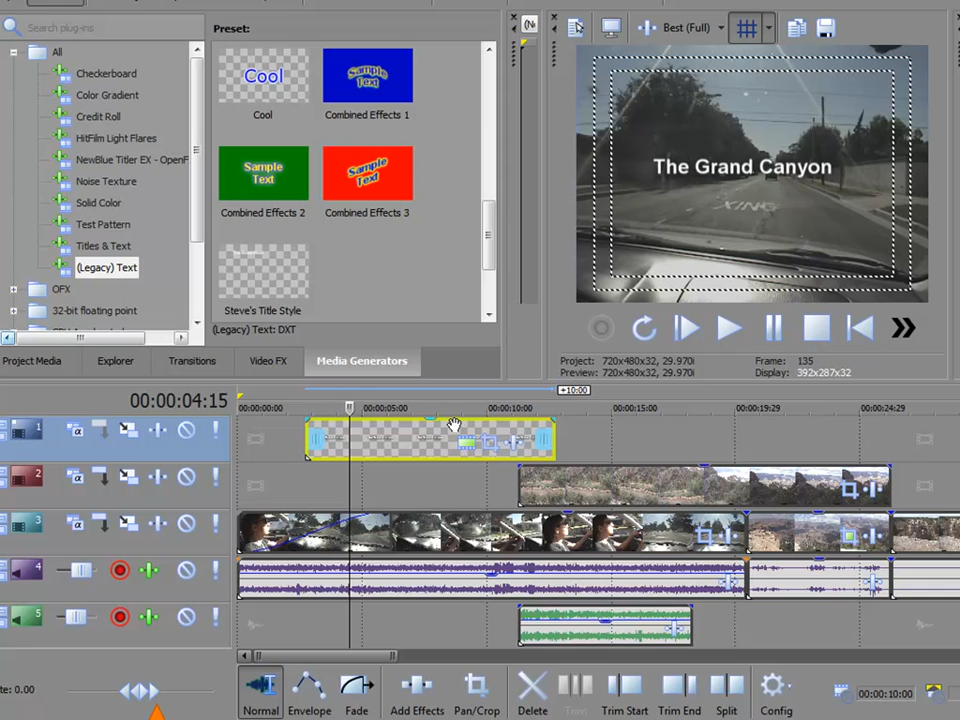 Search plug-ins
All
Checkerboard
Color Gradient
Credit Roll
HitFilm Light Flares
NewBlue Titler EX - OpenF
Noise Texture
Solid Color
Test Pattern
Titles & Text
(Legacy) Text
OFX
32-bit floating point
Preset:
Cool
Cool
Sample Text
Combined Effects 1
Sample
Text
Combined Effects 2
Sample Text
Combined Effects 3
Steve's Title Style
(Legacy) Text: DXT
Project Media
Explorer
Transitions
Video FX
Media Generators
Best (Full)
The Grand Canyon
XING
Project: 720x480x32, 29.970i
Frame: 135
Preview: 720x480x32, 29.970i
Display: 392x287x32
+10:00
00:00:04:15
00:00:00:00
00:00:05:00
00:00:10:00
00:00:15:00
00:00:19:29
00:00:24:29
1
2
3
4
5
te: 0.00
Normal
Envelope
Fade
Add Effects
Pan/Crop
Delete
Trim
Trim Start
Trim End
Split
Config
00:00:10:00